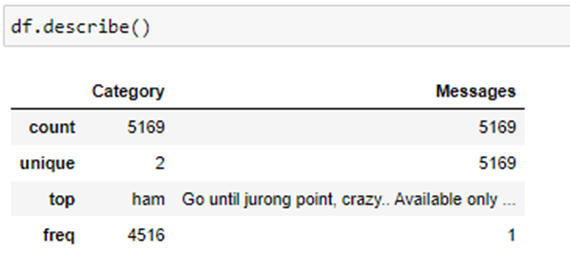 df.describe()
Category Messages
count 5169 5169
unique 2 5169
top ham Go until jurong point, crazy.. Available only ...
freq 4516 1